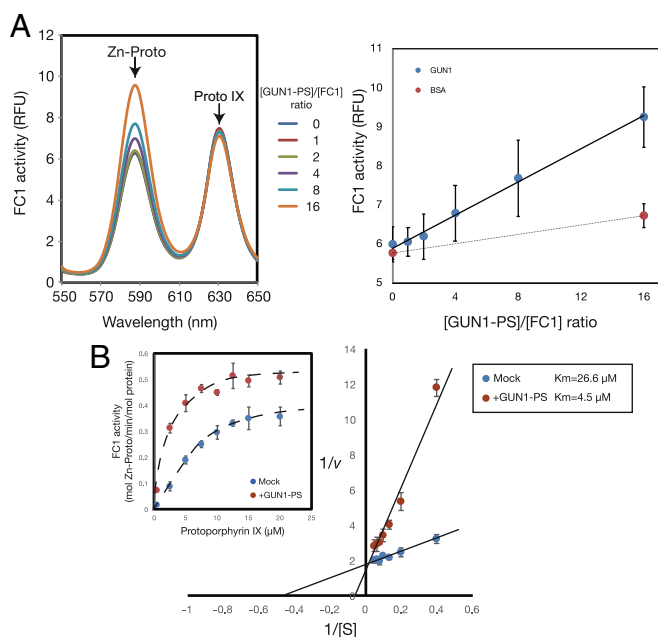 A
Zn-Proto
Proto IX
[GUN1-PS]/[FC1]
ratio
0
1
2
4
8
16
FC1 activity (RFU)
12
10
8
6
4
2
0
550 570 590 610 630 650
Wavelength (nm)
GUN1
BSA
FC1 activity (RFU)
11
10
9
8
7
6
5
0 4 8 12 16
[GUN1-PS]/[FC1] ratio
B
FC1 activity
(mol Zn-Proto/min/mol protein)
0.6
0.5
0.4
0.3
0.2
0.1
0
0 5 10 15 20 25
Protoporphyrin IX (μM)
Mock
+GUN1-PS
1/v
14
12
10
8
6
4
2
0
-1 -0.8 -0.6 -0.4 -0.2 0 0.2 0.4 0.6
1/[S]
Mock Km=26.6 μM
+GUN1-PS Km=4.5 μM